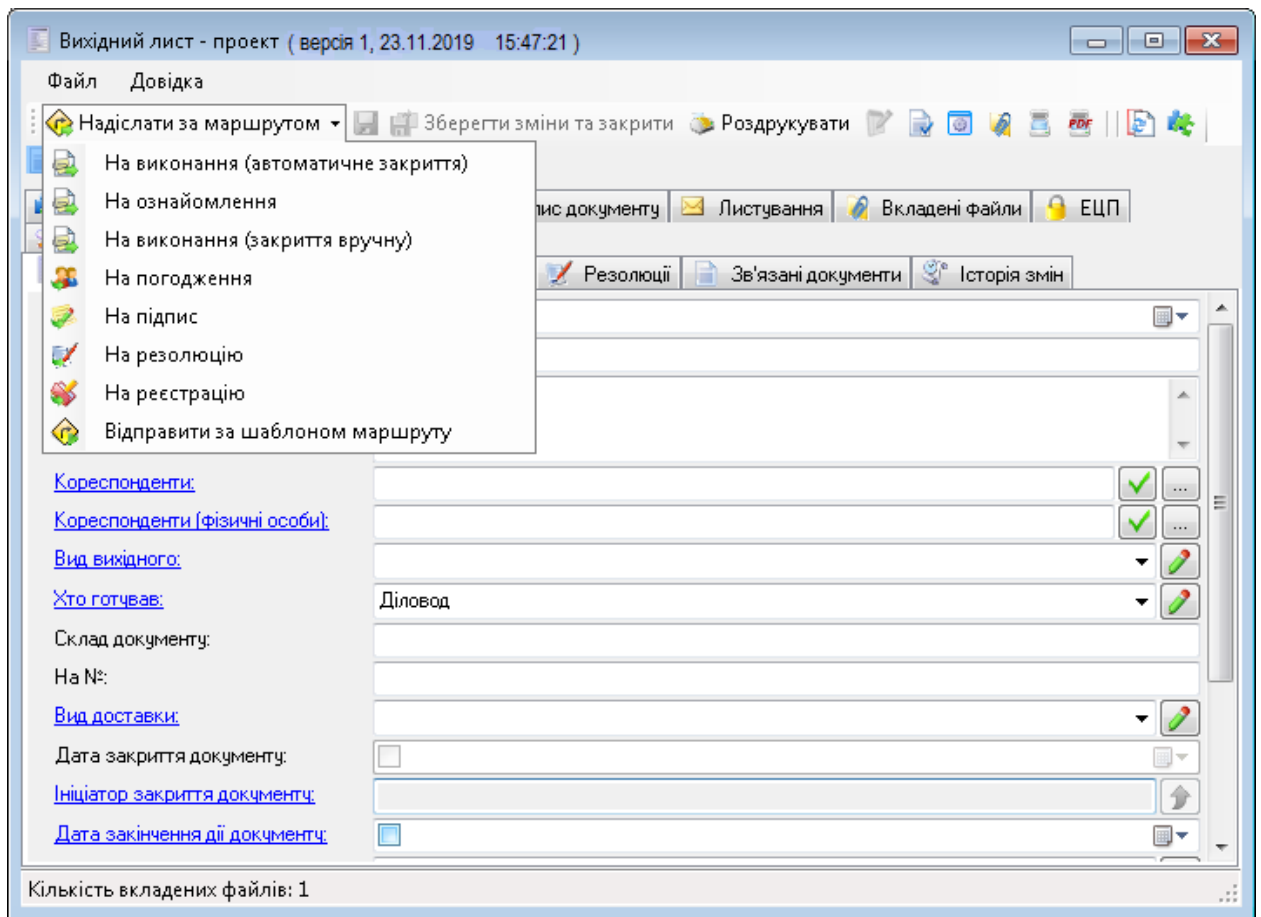 Вихідний лист - проект ( версія 1, 23.11.2019 15:47:21 )
Файл Довідка
Надіслати за маршрутом Зберегти зміни та закрити Роздрукувати PDF
На виконання (автоматичне закриття)
На ознайомлення
пис документу Листування Вкладені файли ЕЦП
На виконання (закриття вручну)
На погодження
Резолюції Зв'язані документи Історія змін
На підпис
На резолюцію
На реєстрацію
Відправити за шаблоном маршруту
Кореспонденти:
...
Кореспонденти (фізичні особи):
...
Вид вихідного:
Хто готував: Діловод
Склад документу:
На №:
Вид доставки:
Дата закриття документу:
Ініціатор закриття документу:
Дата закінчення дії документу:
Кількість вкладених файлів: 1